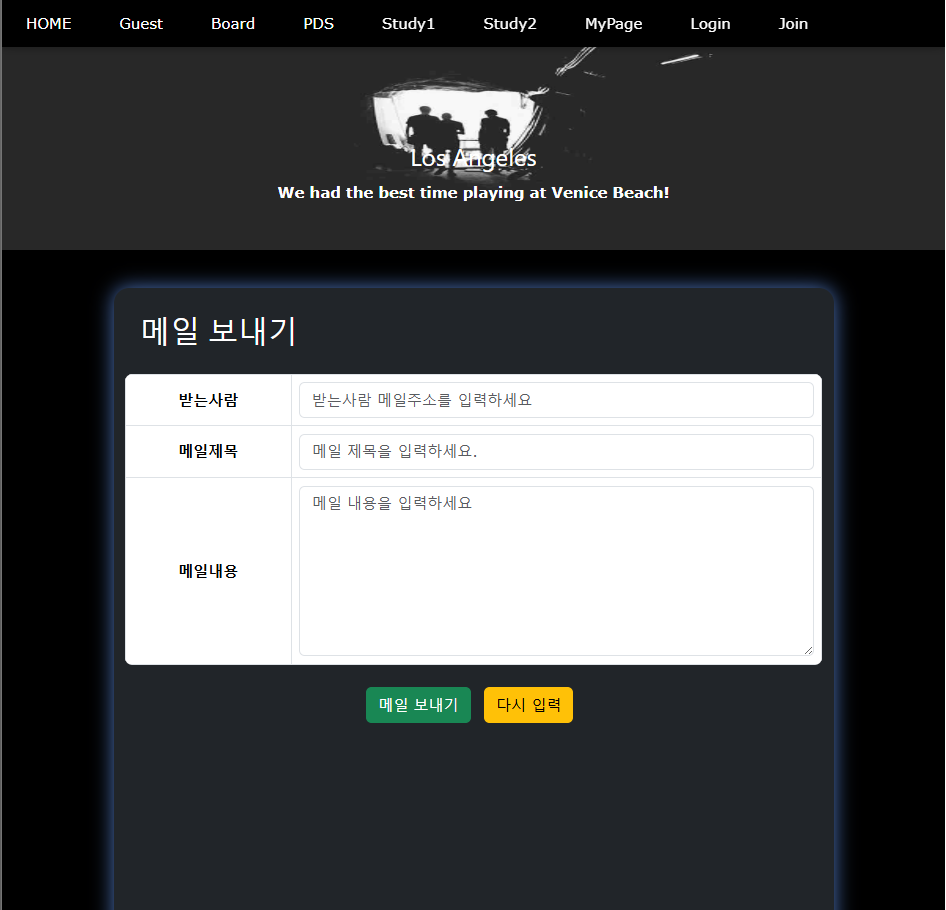 HOME Guest Board PDS Study1 Study2 MyPage Login Join
Los Angeles
We had the best time playing at Venice Beach!
메일 보내기
받는사람 받는사람 메일주소를 입력하세요
메일제목 메일 제목을 입력하세요.
메일내용 메일 내용을 입력하세요
메일 보내기 다시 입력